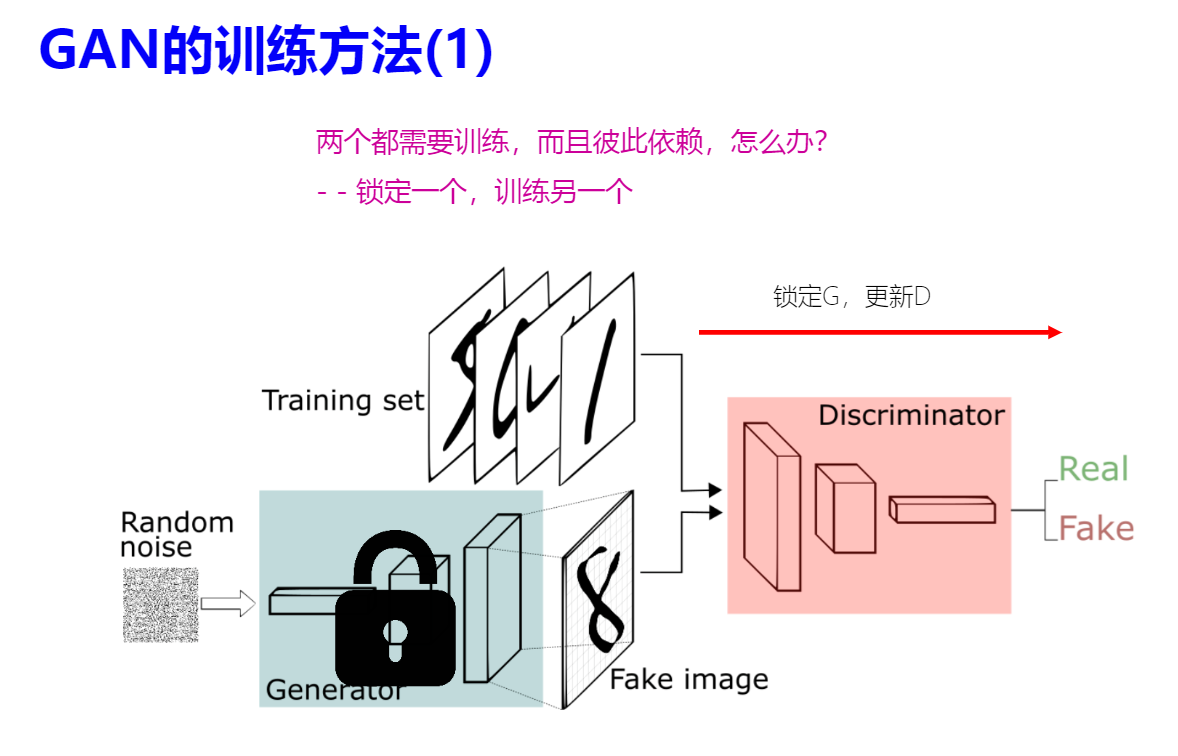 GAN的训练方法(1)
两个都需要训练，而且彼此依赖，怎么办？
- - 锁定一个，训练另一个
锁定G，更新D
Training set
Discriminator
Real
Fake
Random
noise
Generator
Fake image